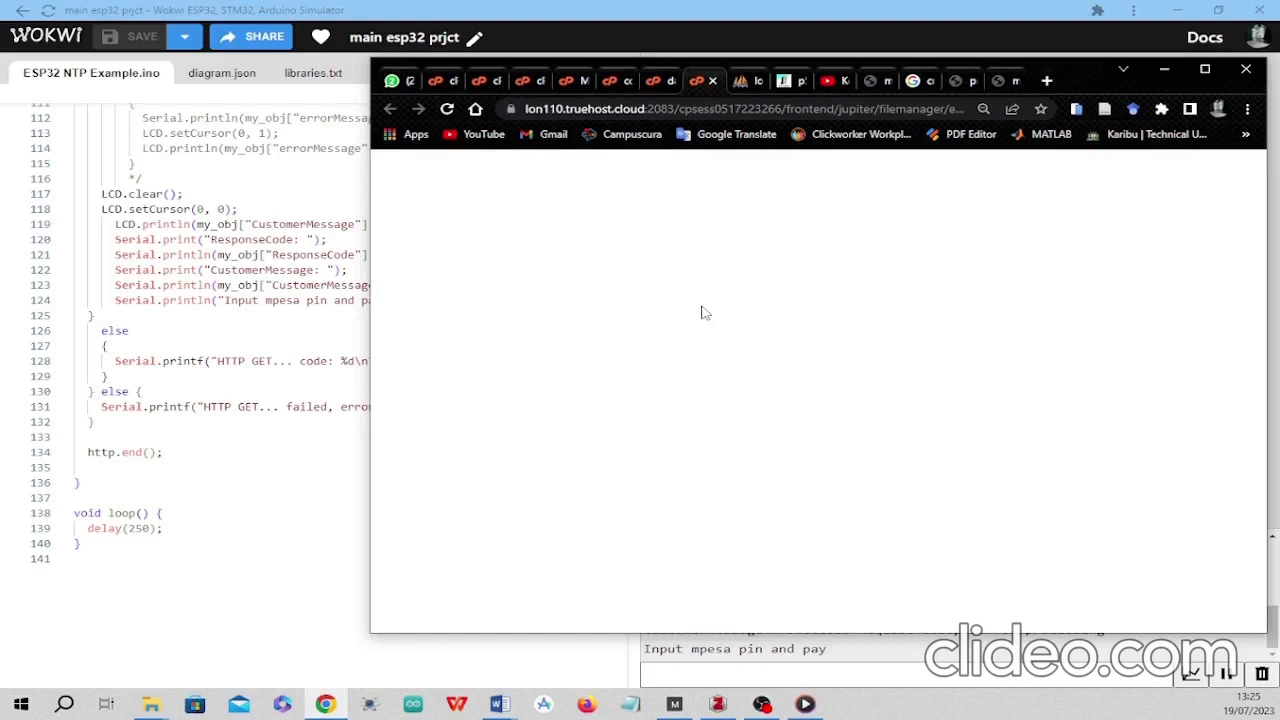 main esp32 prjct - Wokwi ESP32, STM32, Arduino Simulator
WOKWI
SAVE
SHARE
main esp32 prjct
Docs
ESP32 NTP Example.ino
diagram.json
libraries.txt
lon110.truehost.cloud:2083/cpsess0517223266/frontend/jupiter/filemanager/e...
Apps
YouTube
Gmail
Campuscura
Google Translate
Clickworker Workpl...
PDF Editor
MATLAB
Karibu | Technical U...
»
111 {
112 Serial.println(my_obj["errorMessa
113 LCD.setCursor(0, 1);
114 LCD.println(my_obj["errorMessage"
115 }
116 */
117 LCD.clear();
118 LCD.setCursor(0, 0);
119 LCD.println(my_obj["CustomerMessage"]
120 Serial.print("ResponseCode: ");
121 Serial.println(my_obj["ResponseCode"]
122 Serial.print("CustomerMessage: ");
123 Serial.println(my_obj["CustomerMessage
124 Serial.println("Input mpesa pin and pa
125 }
126 else
127 {
128 Serial.printf("HTTP GET... code: %d\n
129 }
130 } else {
131 Serial.printf("HTTP GET... failed, erro
132 }
133
134 http.end();
135
136 }
137
138 void loop() {
139 delay(250);
140 }
141
Input mpesa pin and pay
clideo.com
13:25
19/07/2023